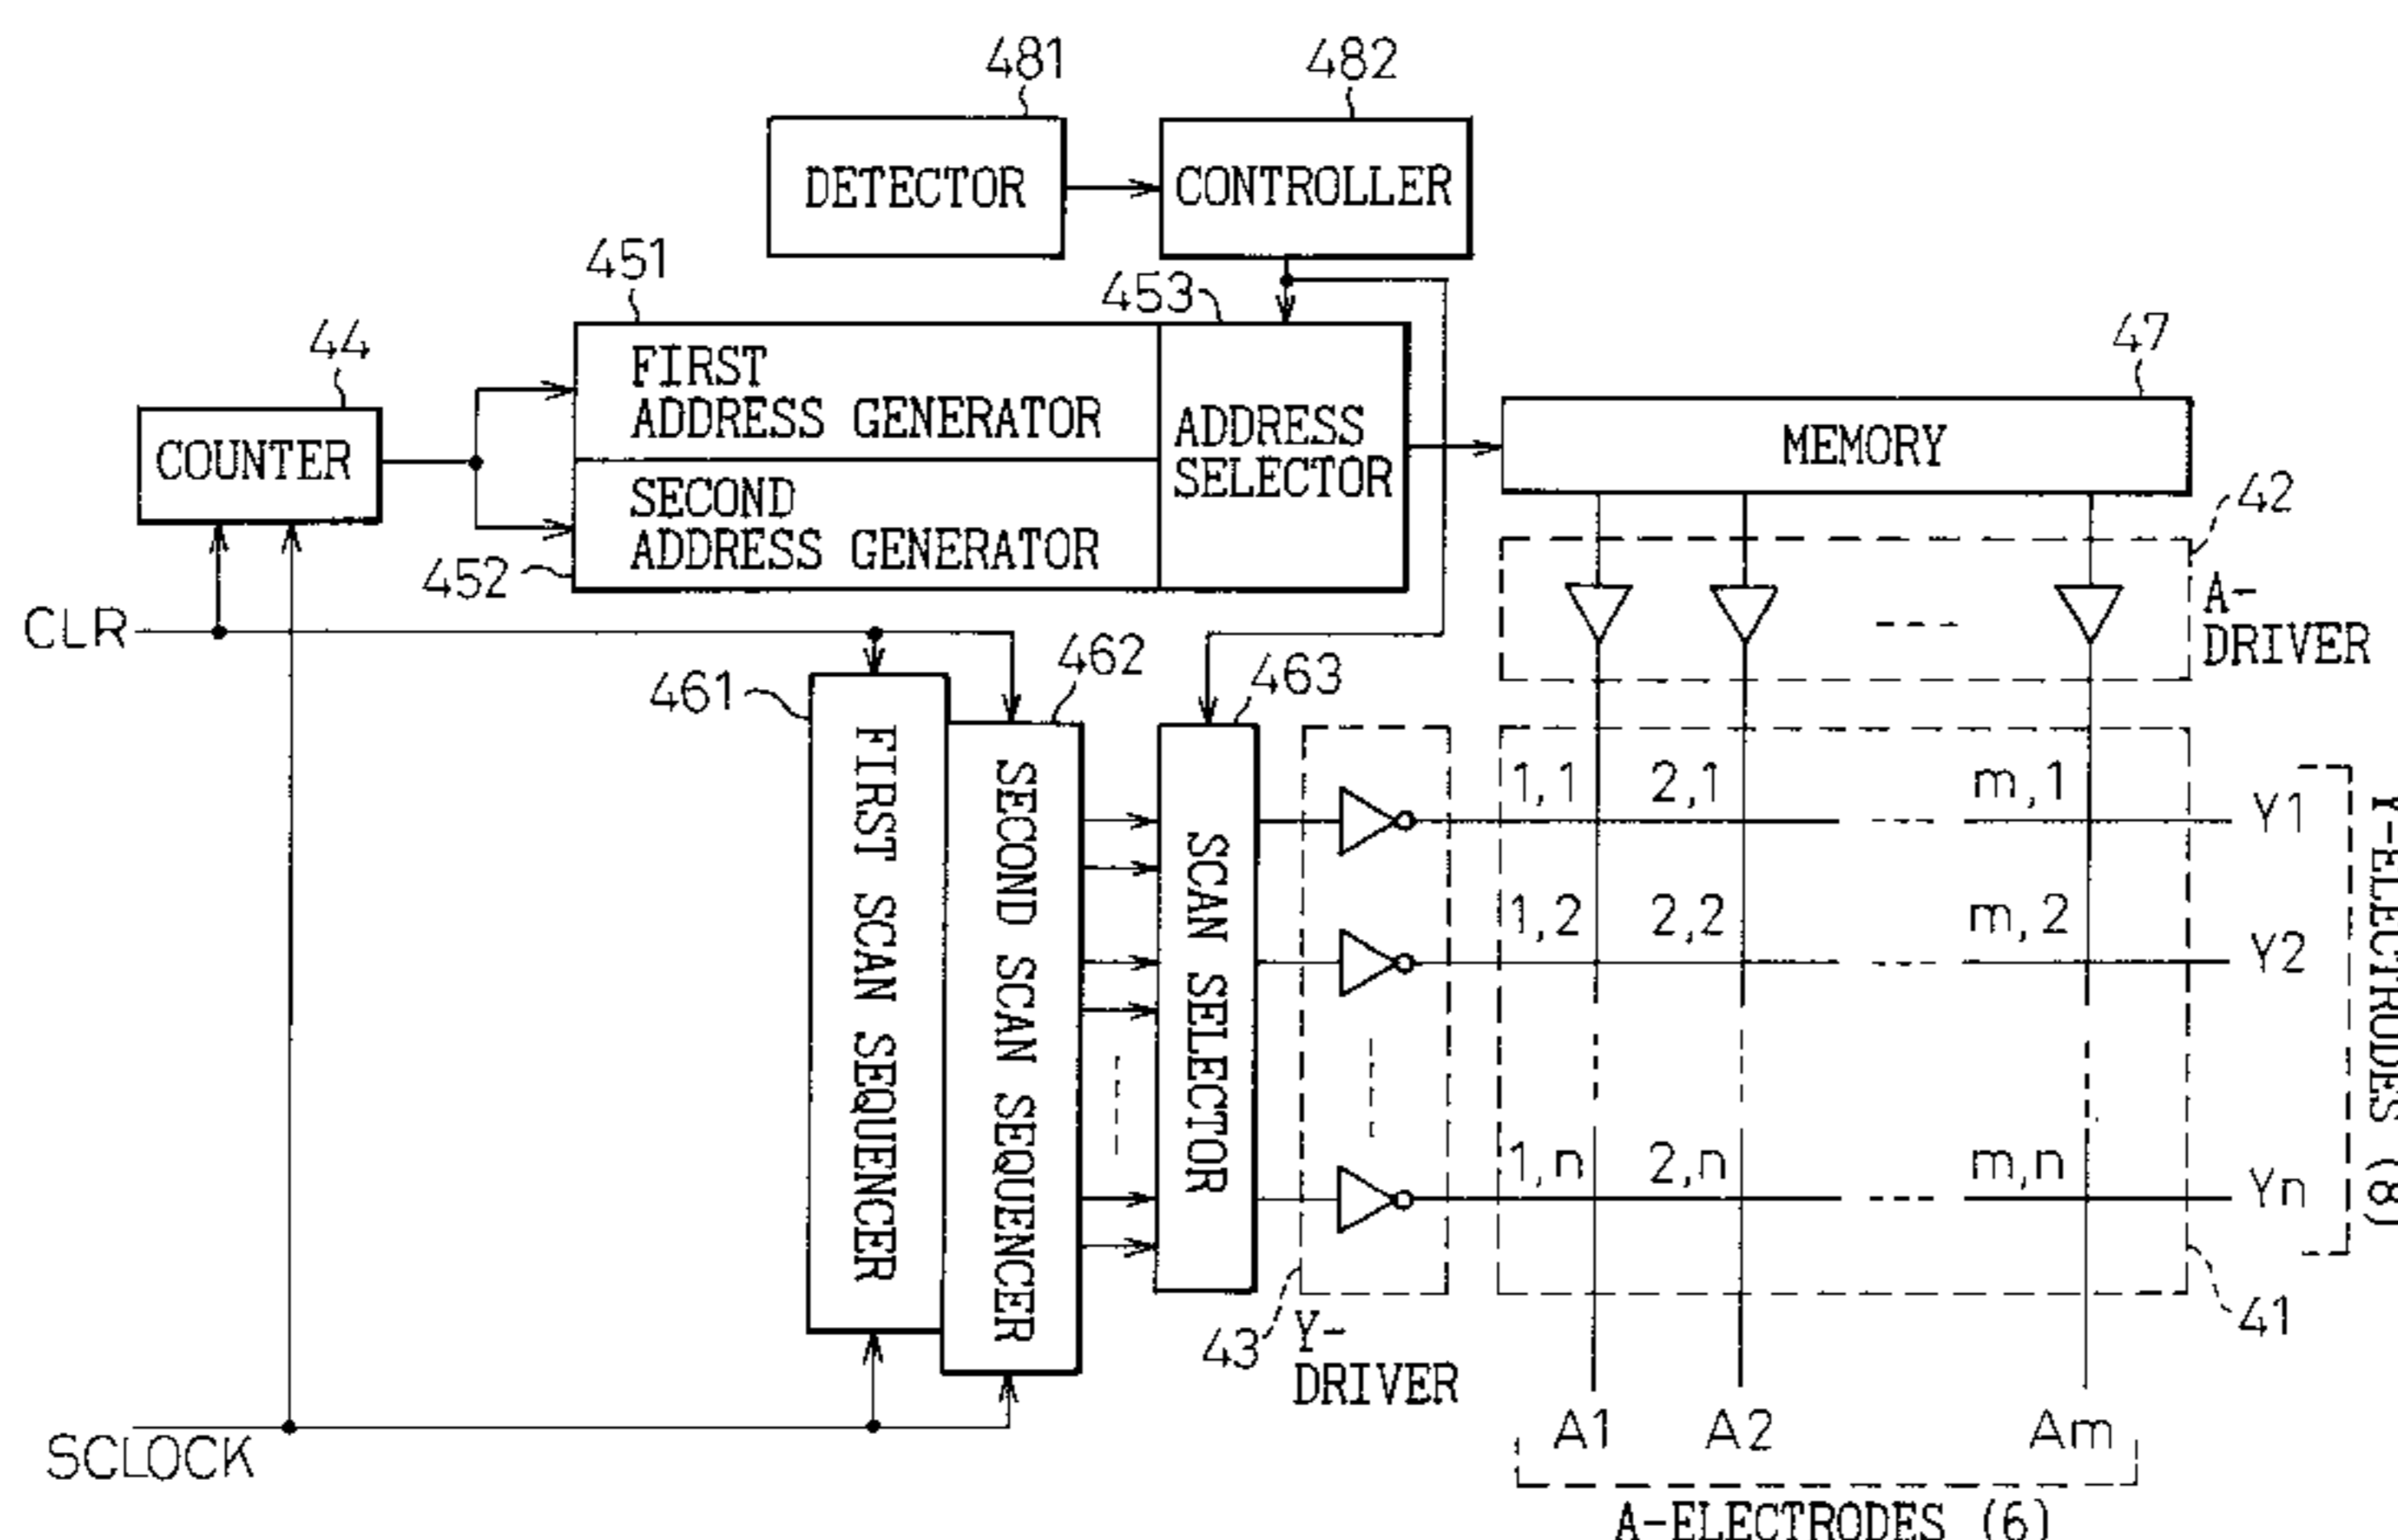 481
482
DETECTOR
CONTROLLER
451
453
44
47
FIRST
ADDRESS GENERATOR
ADDRESS
SELECTOR
COUNTER
MEMORY
SECOND
ADDRESS GENERATOR
452
42
A-
DRIVER
CLR
461
462
463
FIRST SCAN SEQUENCER
SECOND SCAN SEQUENCER
SCAN SELECTOR
1,1
2,1
m,1
Y1
1,2
2,2
m,2
Y2
1,n
2,n
m,n
Yn
Y-ELECTRODES (8)
43
Y-
DRIVER
41
SCLOCK
A1
A2
Am
A-ELECTRODES (6)